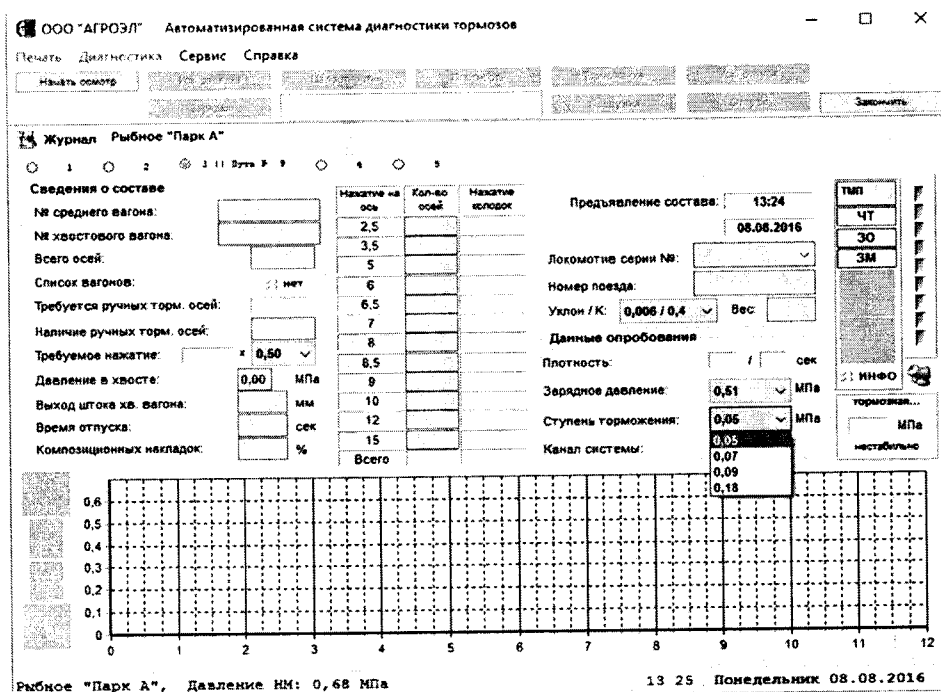 ООО "АГРОЭЛ" Автоматизированная система диагностики тормозов
Печать Диагностика Сервис Справка
Начать осмотр
Закончить
Журнал Рыбное "Парк А"
1 2 3 4 5
Сведения о составе
№ среднего вагона:
№ хвостового вагона:
Всего осей:
Список вагонов: нет
Требуется ручных торм. осей:
Наличие ручных торм. осей:
Требуемое нажатие: × 0,50
Давление в хвосте: 0,00 МПа
Выход штока хв. вагона: мм
Время отпуска: сек
Композиционных накладок: %
Нажатие на ось Кол-во осей Нажатие колодок
2,5
3,5
5
6
6,5
7
8
8,5
9
10
12
15
Всего
Предъявление состава: 13:24
08.08.2016
Локомотив серии №:
Номер поезда:
Уклон / К: 0,006 / 0,4 Вес:
Данные опробования
Плотность: / сек
Зарядное давление: 0,51 МПа
Ступень торможения: 0,05 МПа
0,05
0,07
0,09
0,18
Канал системы:
ТМП
ЧТ
ЗО
ЗМ
ИНФО
тормозная...
МПа
нестабильно
0,6
0,5
0,4
0,3
0,2
0,1
0
0 1 2 3 4 5 6 7 8 9 10 11 12
Рыбное "Парк А", Давление НМ: 0,68 МПа 13 25 Понедельник 08.08.2016